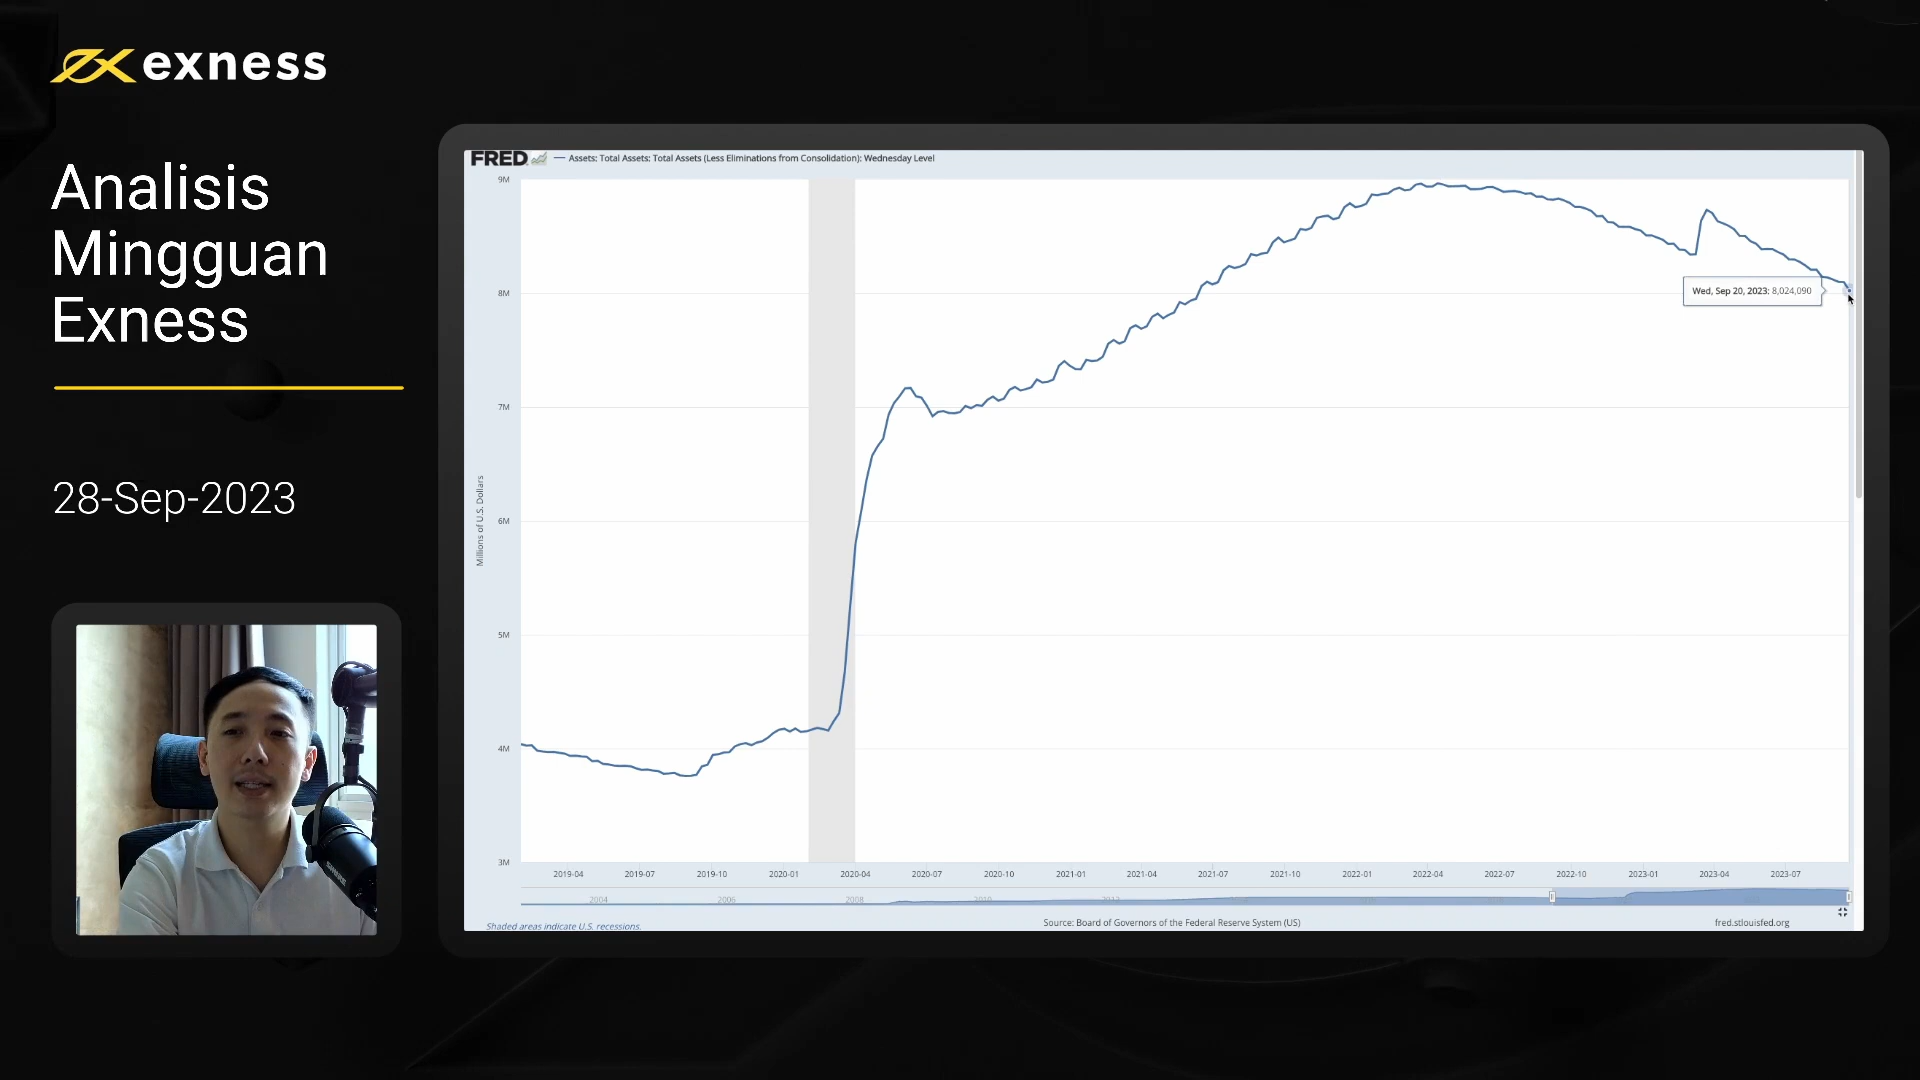 exness
Analisis
Mingguan
Exness
28-Sep-2023
FRED
Assets: Total Assets: Total Assets (Less Eliminations from Consolidation): Wednesday Level
9M
8M
7M
6M
5M
4M
3M
Millions of U.S. Dollars
Wed, Sep 20, 2023: 8,024,090
2019-04 2019-07 2019-10 2020-01 2020-04 2020-07 2020-10 2021-01 2021-04 2021-07 2021-10 2022-01 2022-04 2022-07 2022-10 2023-01 2023-04 2023-07
2004 2006 2008 2010 2012
Shaded areas indicate U.S. recessions.
Source: Board of Governors of the Federal Reserve System (US)
fred.stlouisfed.org